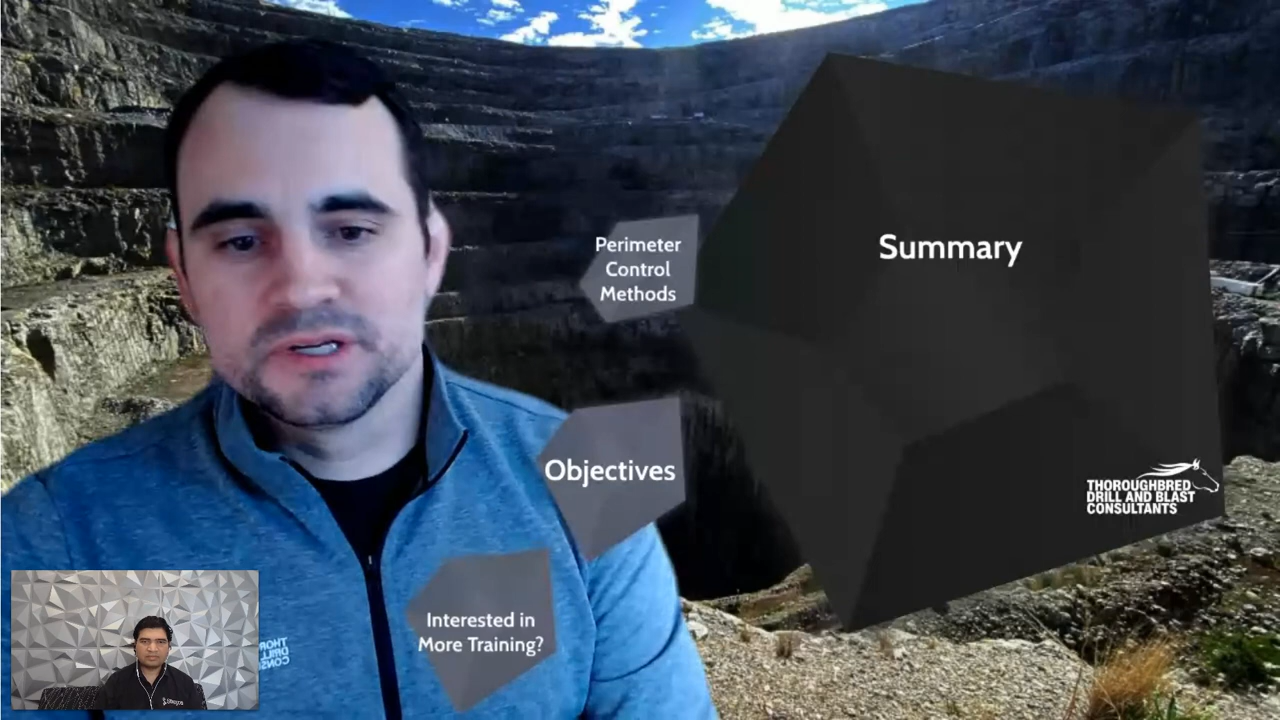 Perimeter
Control
Methods
Summary
Objectives
THOROUGHBRED
DRILL AND BLAST
CONSULTANTS
Interested in
More Training?